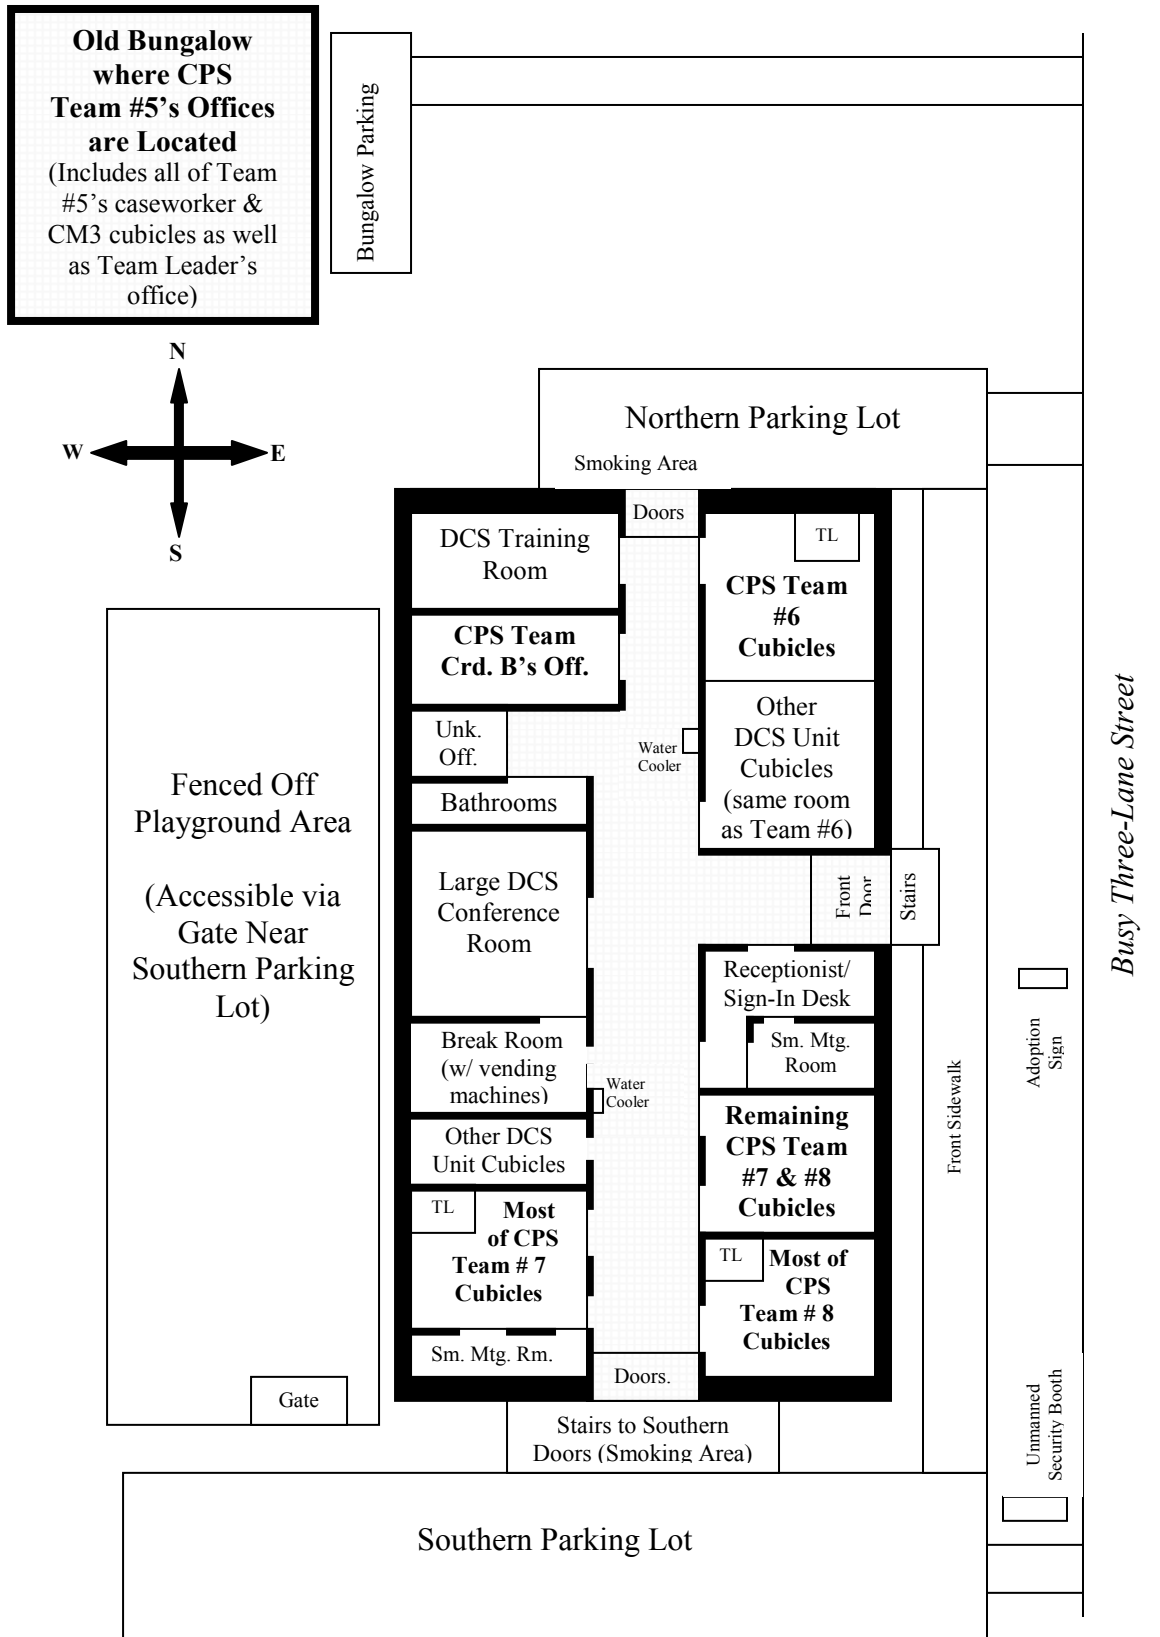 Old Bungalow
where CPS
Team #5's Offices
are Located
(Includes all of Team
#5's caseworker &
CM3 cubicles as well
as Team Leader's
office)
Bungalow Parking
N
W
E
S
Northern Parking Lot
Smoking Area
Doors
DCS Training
Room
TL
CPS Team
#6
Cubicles
CPS Team
Crd. B's Off.
Unk.
Off.
Water
Cooler
Other
DCS Unit
Cubicles
(same room
as Team #6)
Bathrooms
Fenced Off
Playground Area
(Accessible via
Gate Near
Southern Parking
Lot)
Large DCS
Conference
Room
Front
Door
Stairs
Busy Three-Lane Street
Receptionist/
Sign-In Desk
Sm. Mtg.
Room
Adoption
Sign
Break Room
(w/ vending
machines)
Water
Cooler
Front Sidewalk
Remaining
CPS Team
#7 & #8
Cubicles
Other DCS
Unit Cubicles
TL
Most
of CPS
Team # 7
Cubicles
TL
Most of
CPS
Team # 8
Cubicles
Sm. Mtg. Rm.
Doors.
Gate
Stairs to Southern
Doors (Smoking Area)
Unmanned
Security Booth
Southern Parking Lot